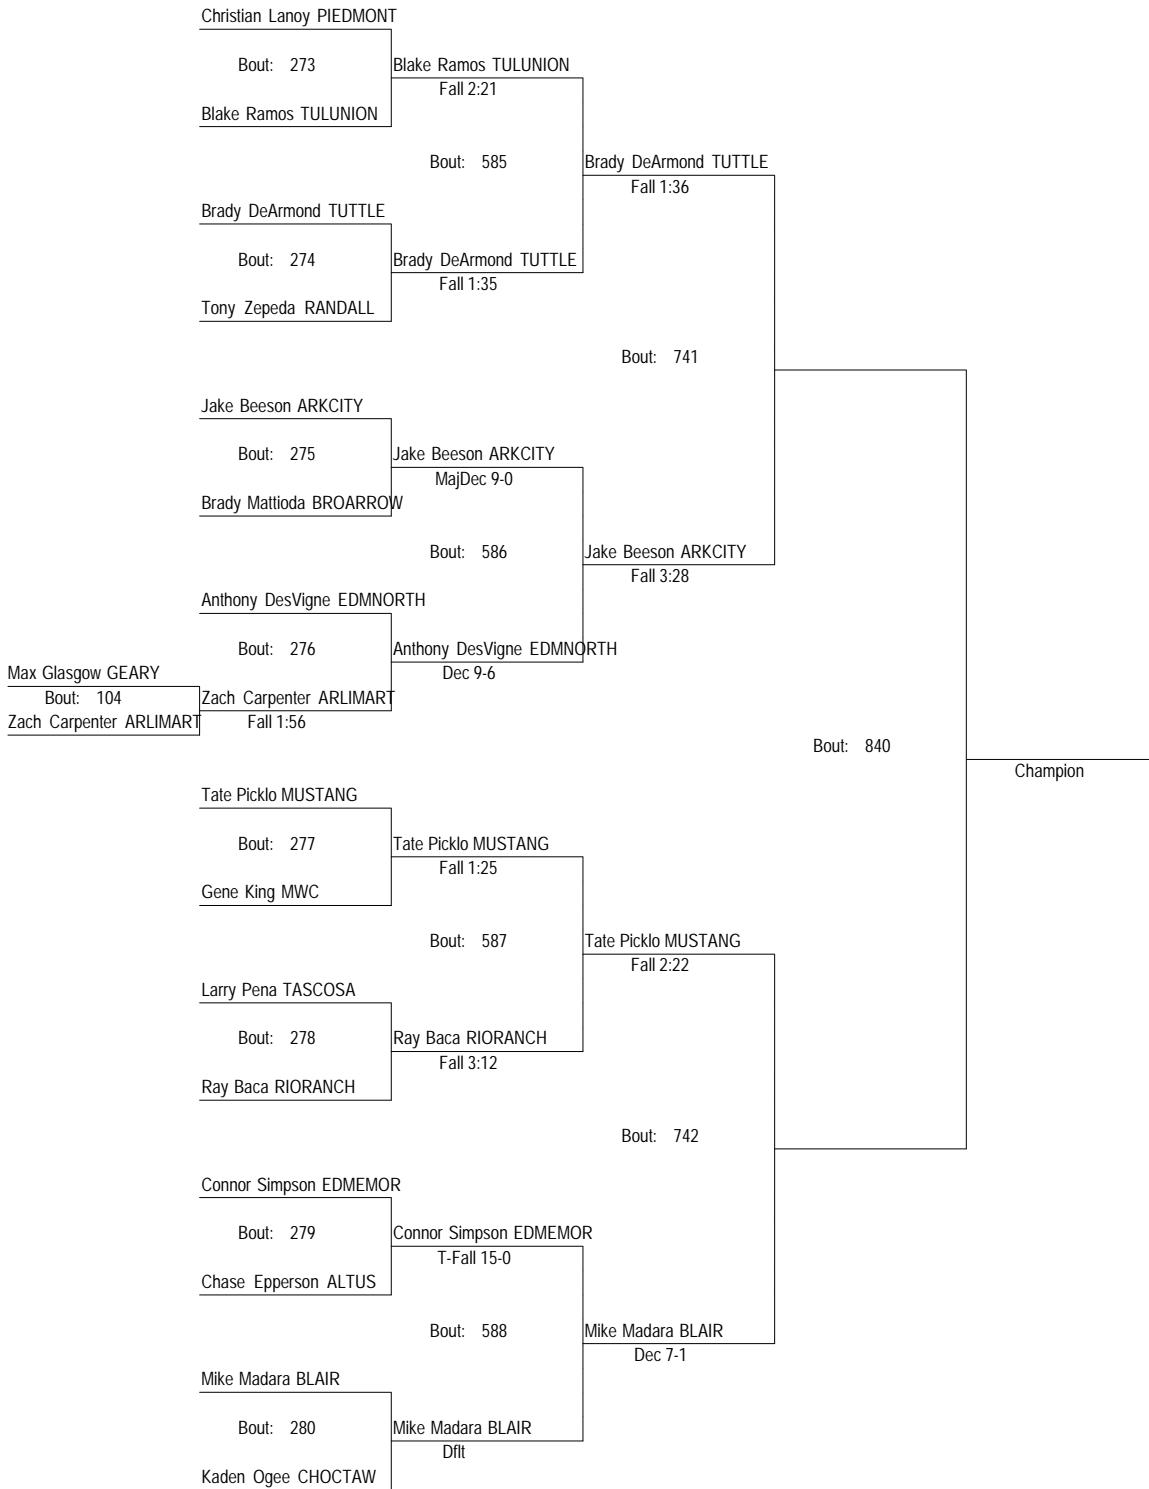 Christian Lanoy PIEDMONT
Bout: 273
Blake Ramos TULUNION
Fall 2:21
Blake Ramos TULUNION
Bout: 585
Brady DeArmond TUTTLE
Fall 1:36
Brady DeArmond TUTTLE
Bout: 274
Brady DeArmond TUTTLE
Fall 1:35
Tony Zepeda RANDALL
Bout: 741
Jake Beeson ARKCITY
Bout: 275
Jake Beeson ARKCITY
MajDec 9-0
Brady Mattioda BROARROW
Bout: 586
Jake Beeson ARKCITY
Fall 3:28
Anthony DesVigne EDMNORTH
Bout: 276
Anthony DesVigne EDMNORTH
Dec 9-6
Max Glasgow GEARY
Bout: 104
Zach Carpenter ARLIMART
Zach Carpenter ARLIMART
Fall 1:56
Bout: 840
Champion
Tate Picklo MUSTANG
Bout: 277
Tate Picklo MUSTANG
Fall 1:25
Gene King MWC
Bout: 587
Tate Picklo MUSTANG
Fall 2:22
Larry Pena TASCOSA
Bout: 278
Ray Baca RIORANCH
Fall 3:12
Ray Baca RIORANCH
Bout: 742
Connor Simpson EDMEMOR
Bout: 279
Connor Simpson EDMEMOR
T-Fall 15-0
Chase Epperson ALTUS
Bout: 588
Mike Madara BLAIR
Dec 7-1
Mike Madara BLAIR
Bout: 280
Mike Madara BLAIR
Dflt
Kaden Ogee CHOCTAW